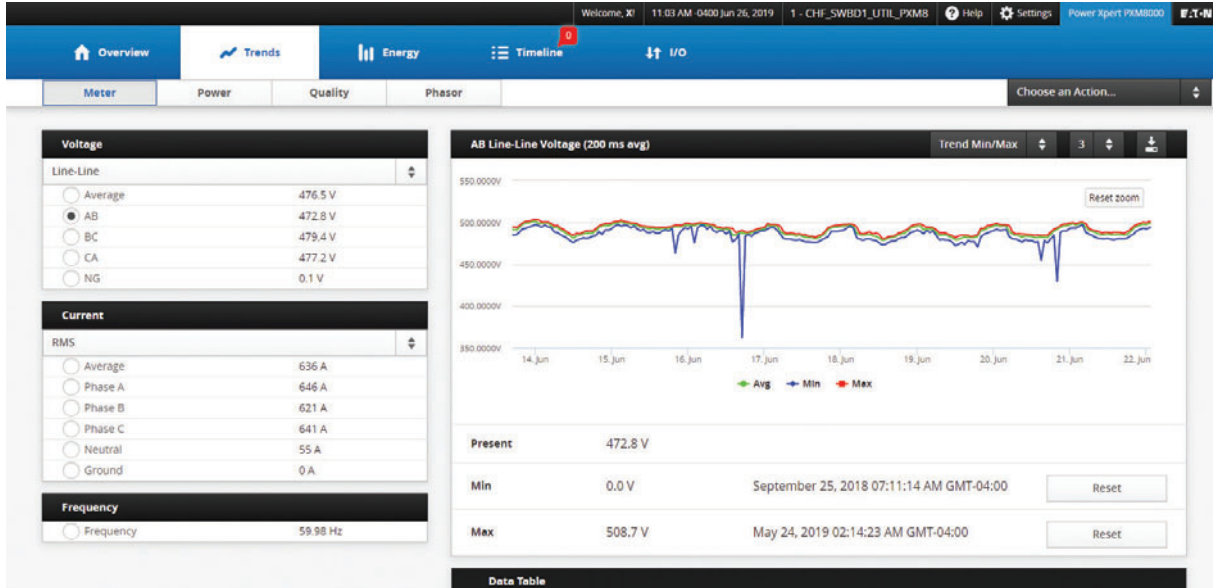 Welcome, X! 11:03 AM -0400 Jun 26, 2019 1 - CHF_SWBD1_UTIL_PXM8 Help Settings Power Xpert PXM8000 E·T·N
Overview Trends Energy Timeline 0 I/O
Meter Power Quality Phasor Choose an Action...
Voltage
Line-Line
Average 476.5 V
AB 472.8 V
BC 479.4 V
CA 477.2 V
NG 0.1 V
Current
RMS
Average 636 A
Phase A 646 A
Phase B 621 A
Phase C 641 A
Neutral 55 A
Ground 0 A
Frequency
Frequency 59.98 Hz
AB Line-Line Voltage (200 ms avg) Trend Min/Max 3
Reset zoom
550.0000V
500.0000V
450.0000V
400.0000V
350.0000V
14. Jun 15. Jun 16. Jun 17. Jun 18. Jun 19. Jun 20. Jun 21. Jun 22. Jun
Avg Min Max
Present 472.8 V
Min 0.0 V September 25, 2018 07:11:14 AM GMT-04:00 Reset
Max 508.7 V May 24, 2019 02:14:23 AM GMT-04:00 Reset
Data Table